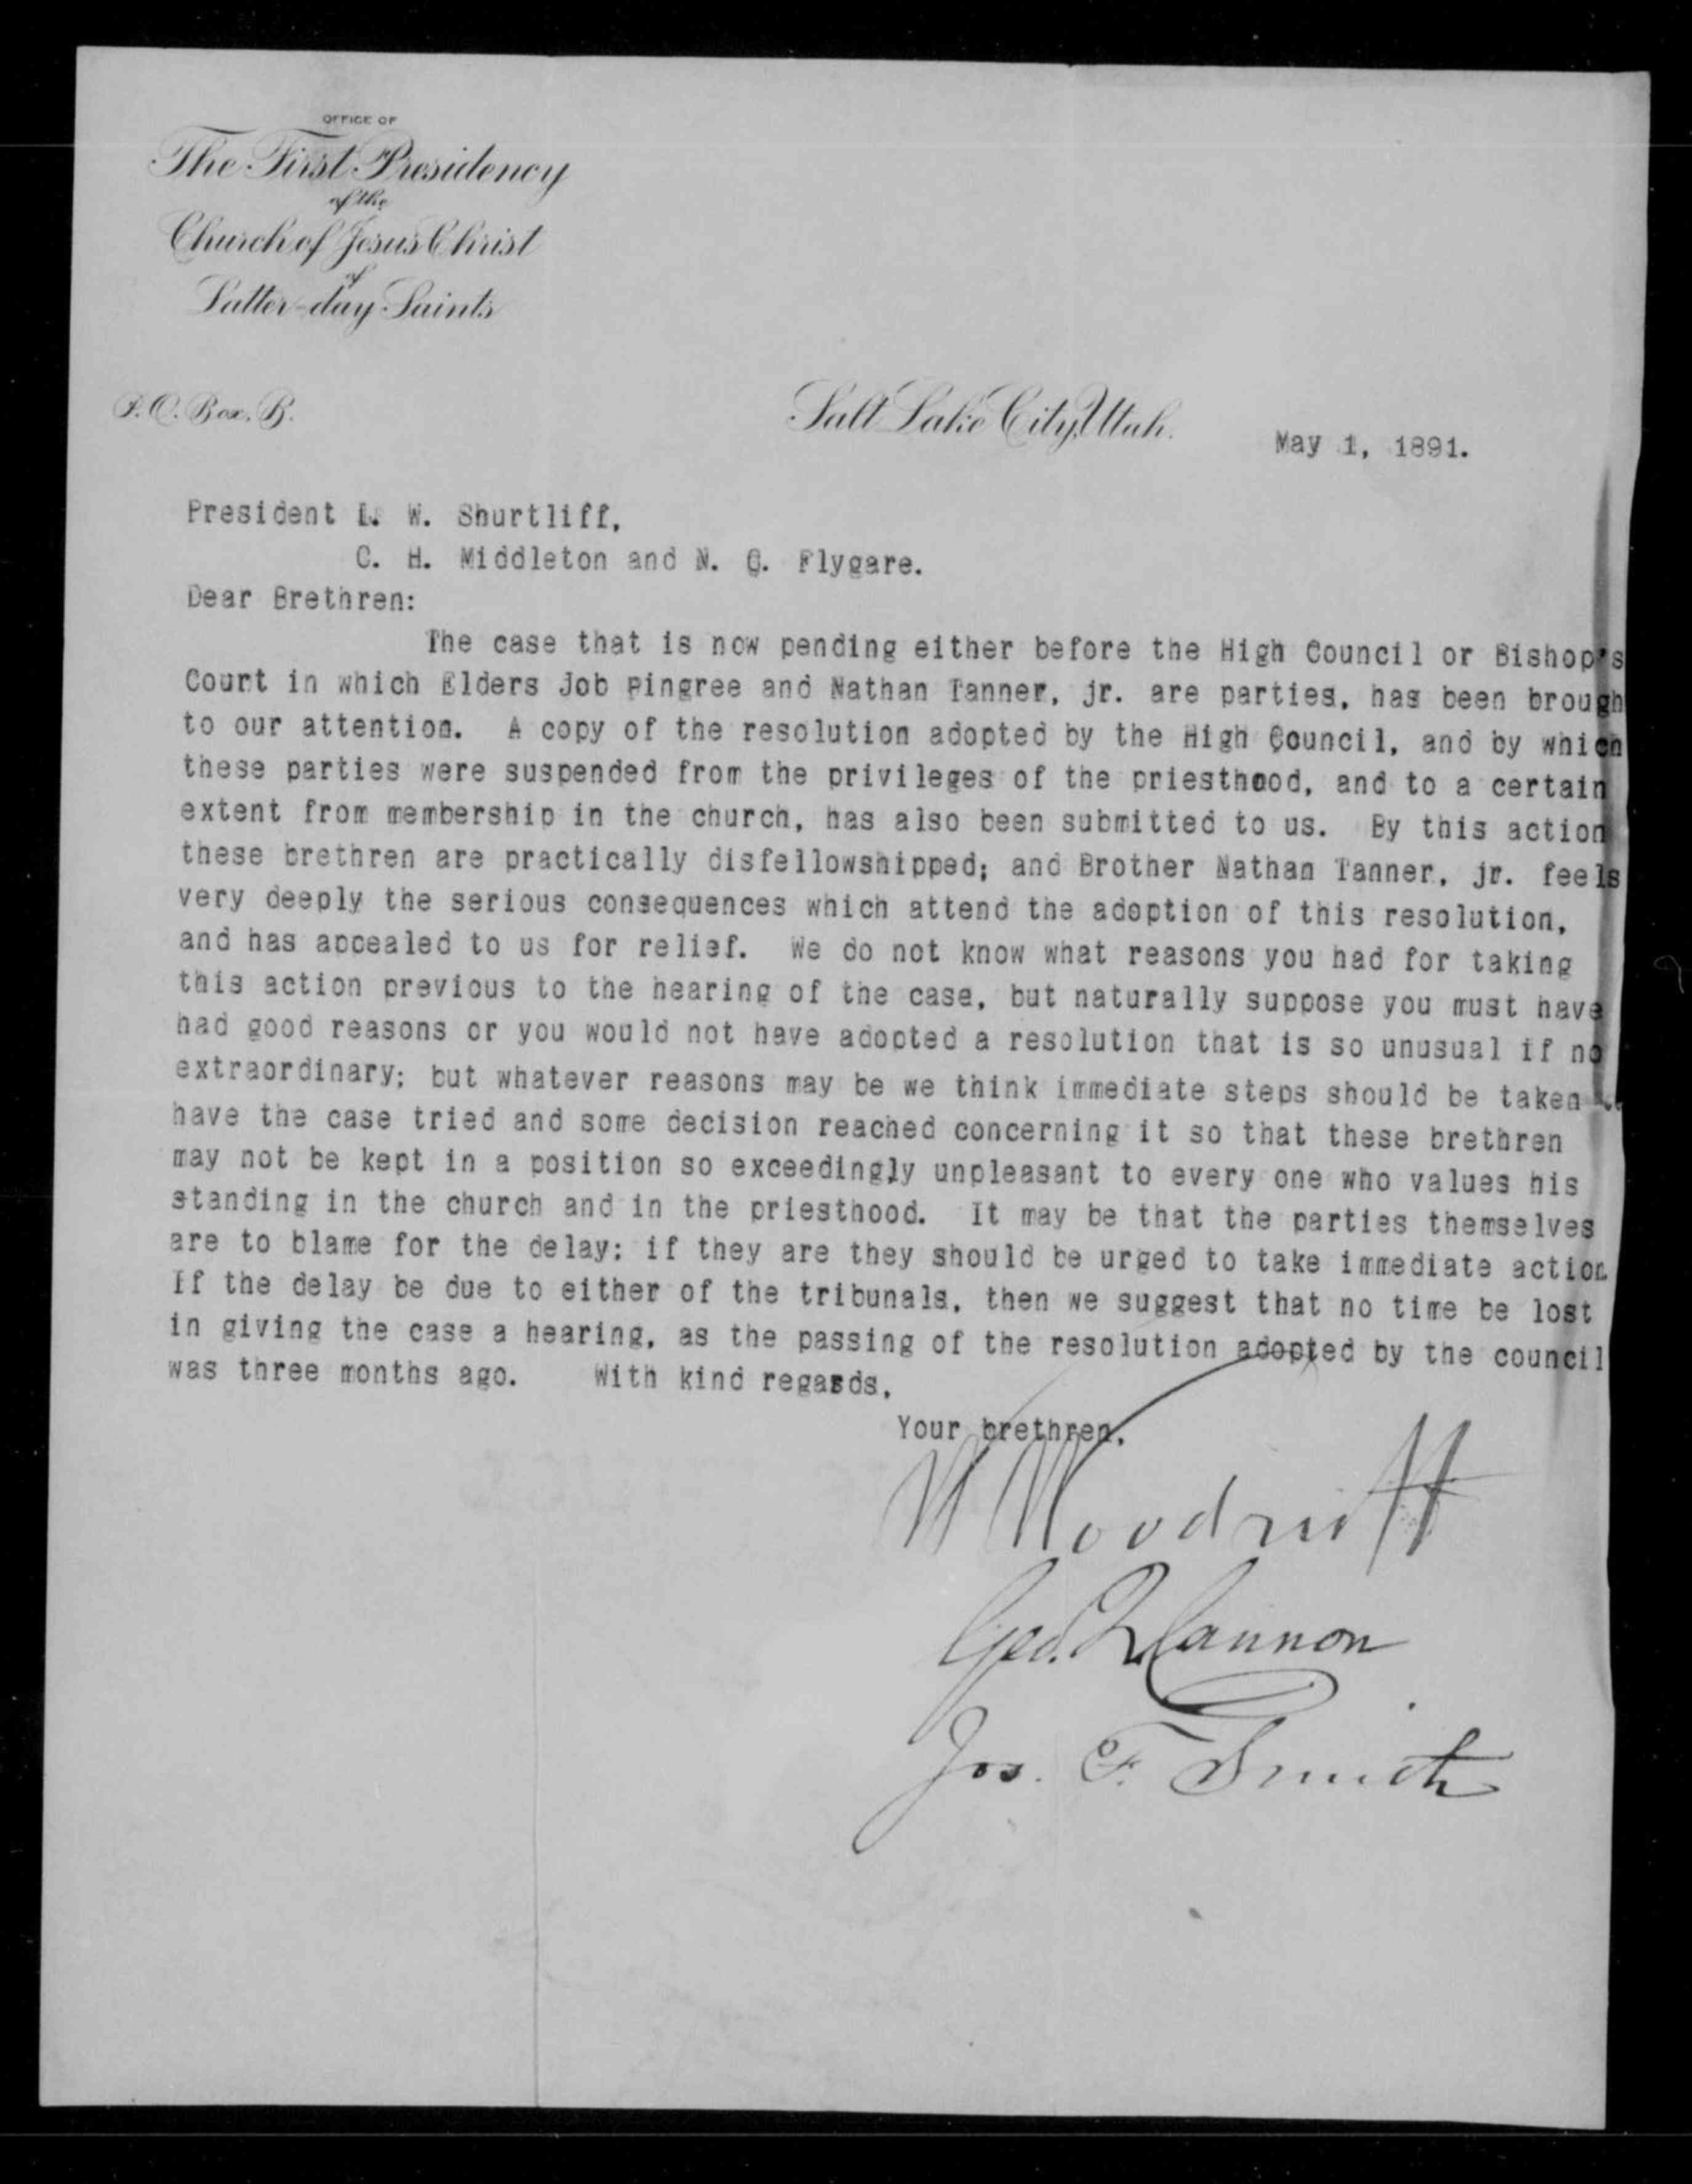 OFFICE OF
The First Presidency
of the
Church of Jesus Christ
of
Latter-day Saints
P.O. Box, B.
Salt Lake City, Utah.
May 1, 1891.
President L. W. Shurtliff,
C. H. Middleton and N. C. Flygare.
Dear Brethren:
The case that is now pending either before the High Council or Bishop's
Court in which Elders Job Pingree and Nathan Tanner, jr. are parties, has been brough
to our attention. A copy of the resolution adopted by the High Council, and by which
these parties were suspended from the privileges of the priesthood, and to a certain
extent from membership in the church, has also been submitted to us. By this action
these brethren are practically disfellowshipped; and Brother Nathan Tanner, jr. feels
very deeply the serious consequences which attend the adoption of this resolution,
and has appealed to us for relief. We do not know what reasons you had for taking
this action previous to the hearing of the case, but naturally suppose you must have
had good reasons or you would not have adopted a resolution that is so unusual if no
extraordinary; but whatever reasons may be we think immediate steps should be taken
have the case tried and some decision reached concerning it so that these brethren
may not be kept in a position so exceedingly unpleasant to every one who values his
standing in the church and in the priesthood. It may be that the parties themselves
are to blame for the delay; if they are they should be urged to take immediate action
If the delay be due to either of the tribunals, then we suggest that no time be lost
in giving the case a hearing, as the passing of the resolution adopted by the council
was three months ago. With kind regards,
Your brethren,
W Woodruff
Geo. Q. Cannon
Jos. F. Smith